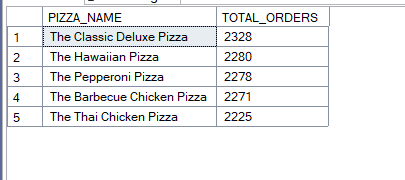 PIZZA_NAME TOTAL_ORDERS
1 The Classic Deluxe Pizza 2328
2 The Hawaiian Pizza 2280
3 The Pepperoni Pizza 2278
4 The Barbecue Chicken Pizza 2271
5 The Thai Chicken Pizza 2225